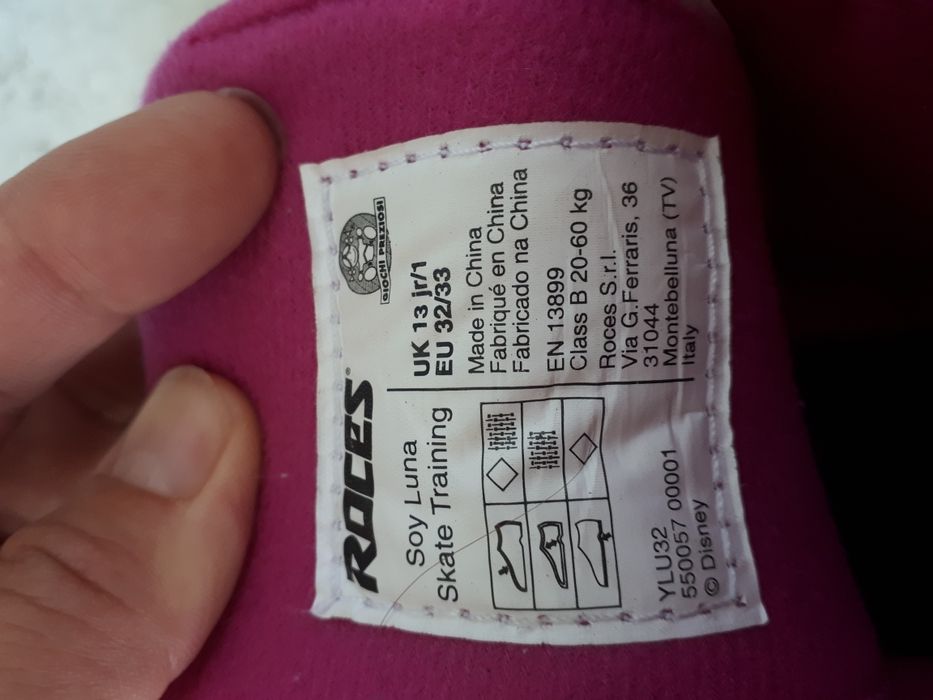 ROCES
GIOCHI PREZIOSI
Soy Luna
Skate Training
UK 13 jr/1
EU 32/33
Made in China
Fabriqué en China
Fabricado na China
EN 13899
Class B 20-60 kg
Roces S.r.l.
Via G.Ferraris, 36
31044
Montebelluna (TV)
Italy
YLU32
550057 00001
© Disney